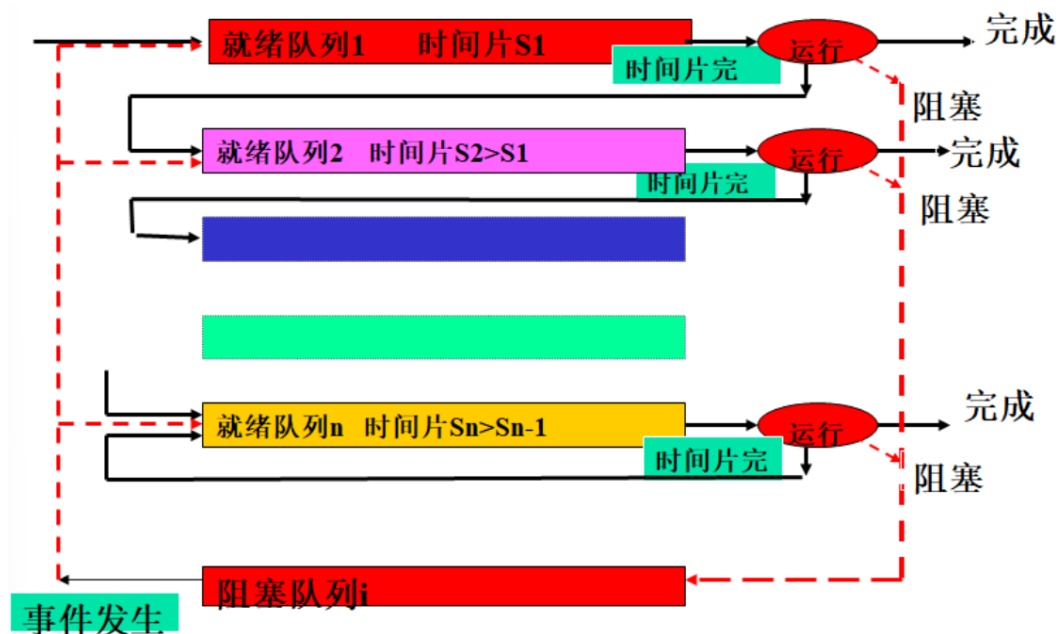 就绪队列1 时间片S1
运行
完成
时间片完
阻塞
就绪队列2 时间片S2>S1
运行
完成
时间片完
阻塞
就绪队列n 时间片Sn>Sn-1
运行
完成
时间片完
阻塞
阻塞队列i
事件发生